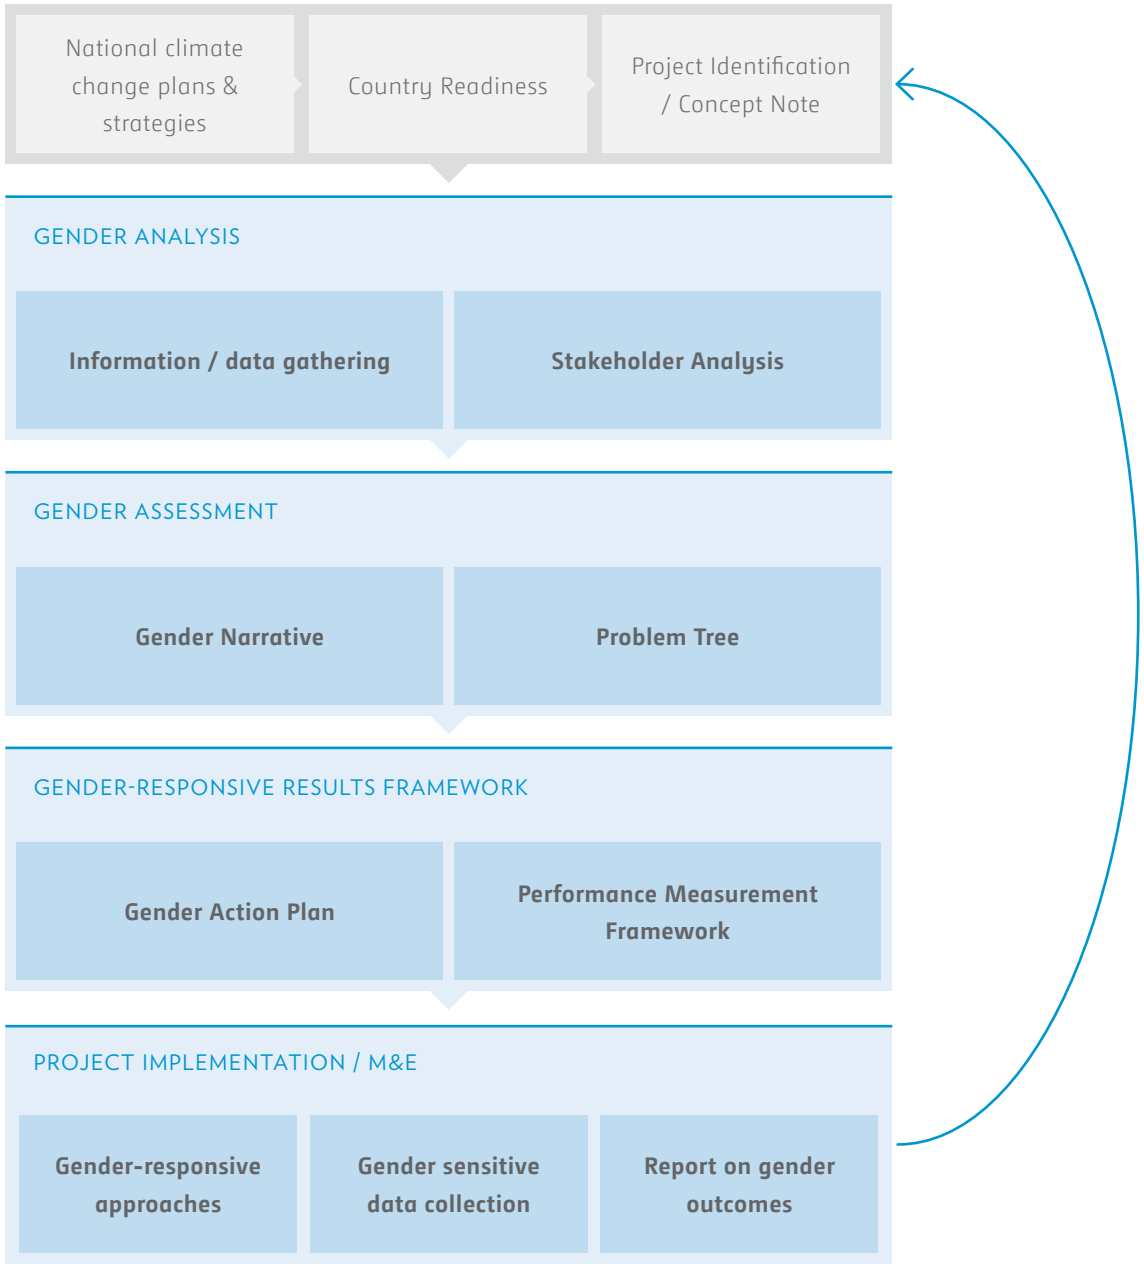 National climate
change plans &
strategies
Country Readiness
Project Identification
/ Concept Note
GENDER ANALYSIS
Information / data gathering
Stakeholder Analysis
GENDER ASSESSMENT
Gender Narrative
Problem Tree
GENDER-RESPONSIVE RESULTS FRAMEWORK
Gender Action Plan
Performance Measurement
Framework
PROJECT IMPLEMENTATION / M&E
Gender-responsive
approaches
Gender sensitive
data collection
Report on gender
outcomes